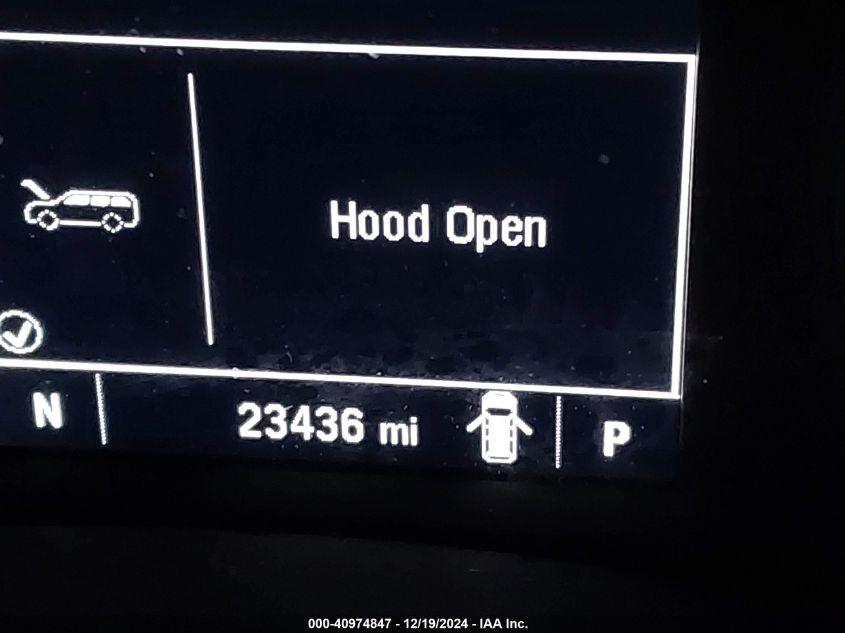 Hood Open
N 23436 mi P
000-40974847 - 12/19/2024 - IAA Inc.